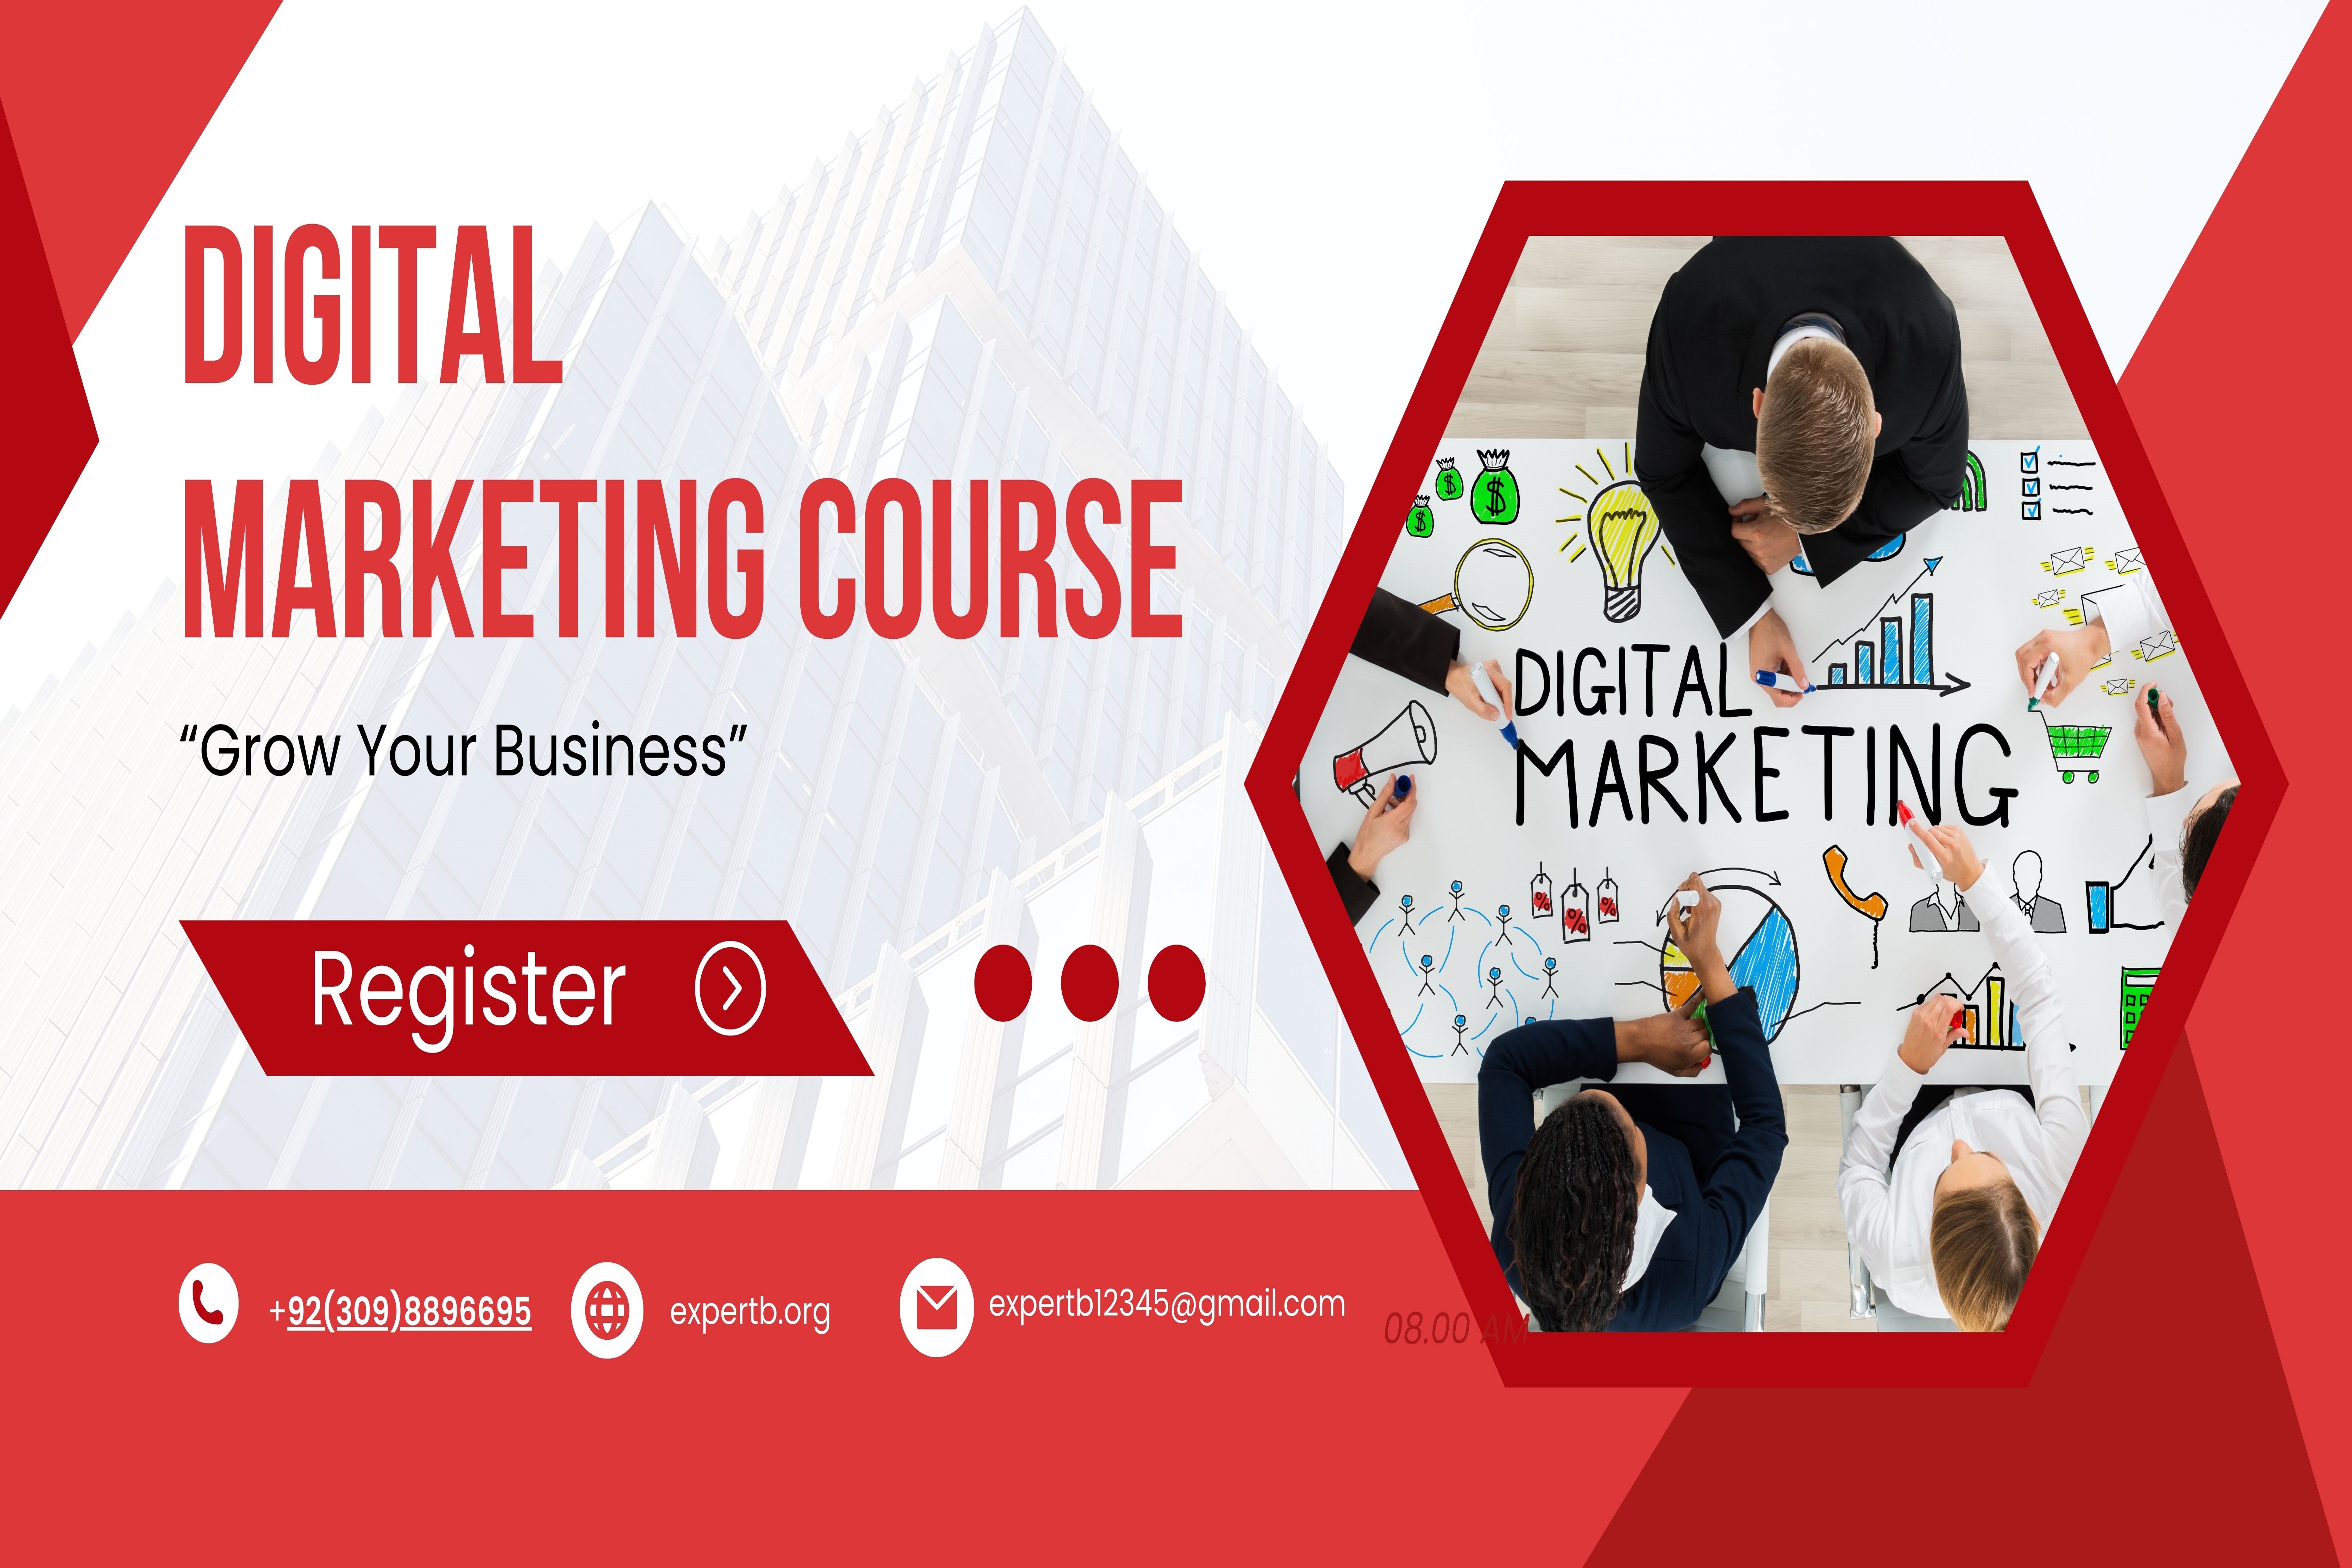 DIGITAL
MARKETING COURSE
“Grow Your Business”
Register
+92(309)8896695
expertb.org
expertb12345@gmail.com
08.00 AM
DIGITAL
MARKETING